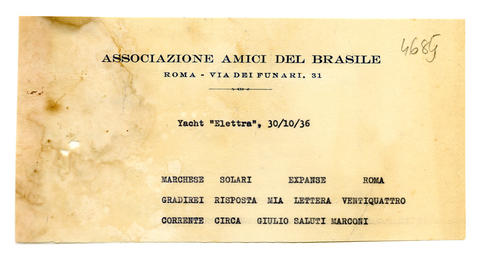 4685
ASSOCIAZIONE AMICI DEL BRASILE
ROMA - VIA DEI FUNARI, 31
Yacht "Elettra", 30/10/36
MARCHESE SOLARI EXPANSE ROMA
GRADIREI RISPOSTA MIA LETTERA VENTIQUATTRO
CORRENTE CIRCA GIULIO SALUTI MARCONI